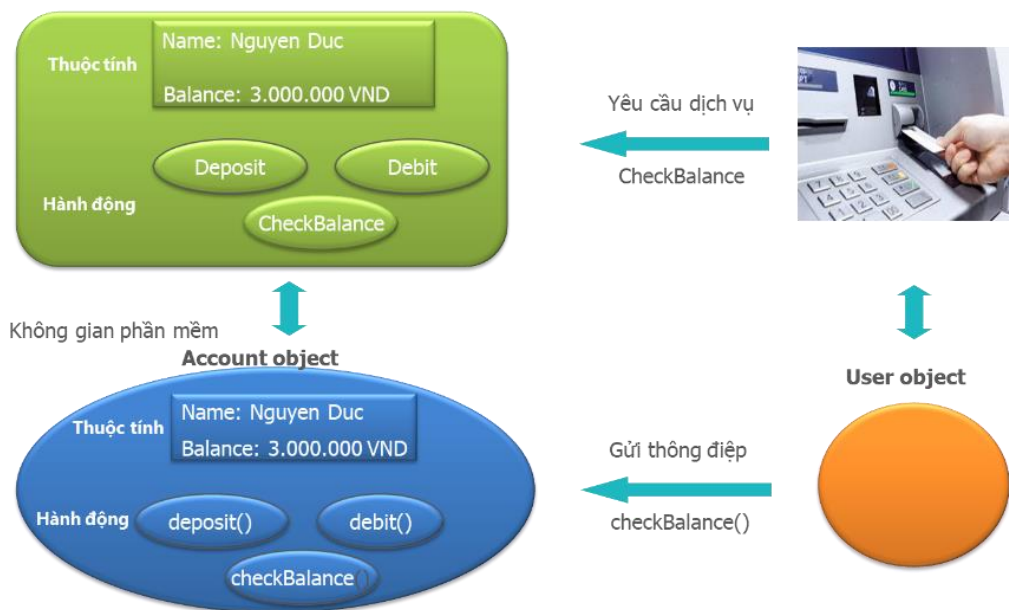 Name: Nguyen Duc
Thuộc tính
Balance: 3.000.000 VND
Yêu cầu dịch vụ
CheckBalance
Deposit
Debit
Hành động
CheckBalance
Không gian phần mềm
Account object
User object
Name: Nguyen Duc
Thuộc tính
Balance: 3.000.000 VND
Gửi thông điệp
checkBalance()
Hành động
deposit()
debit()
checkBalance()